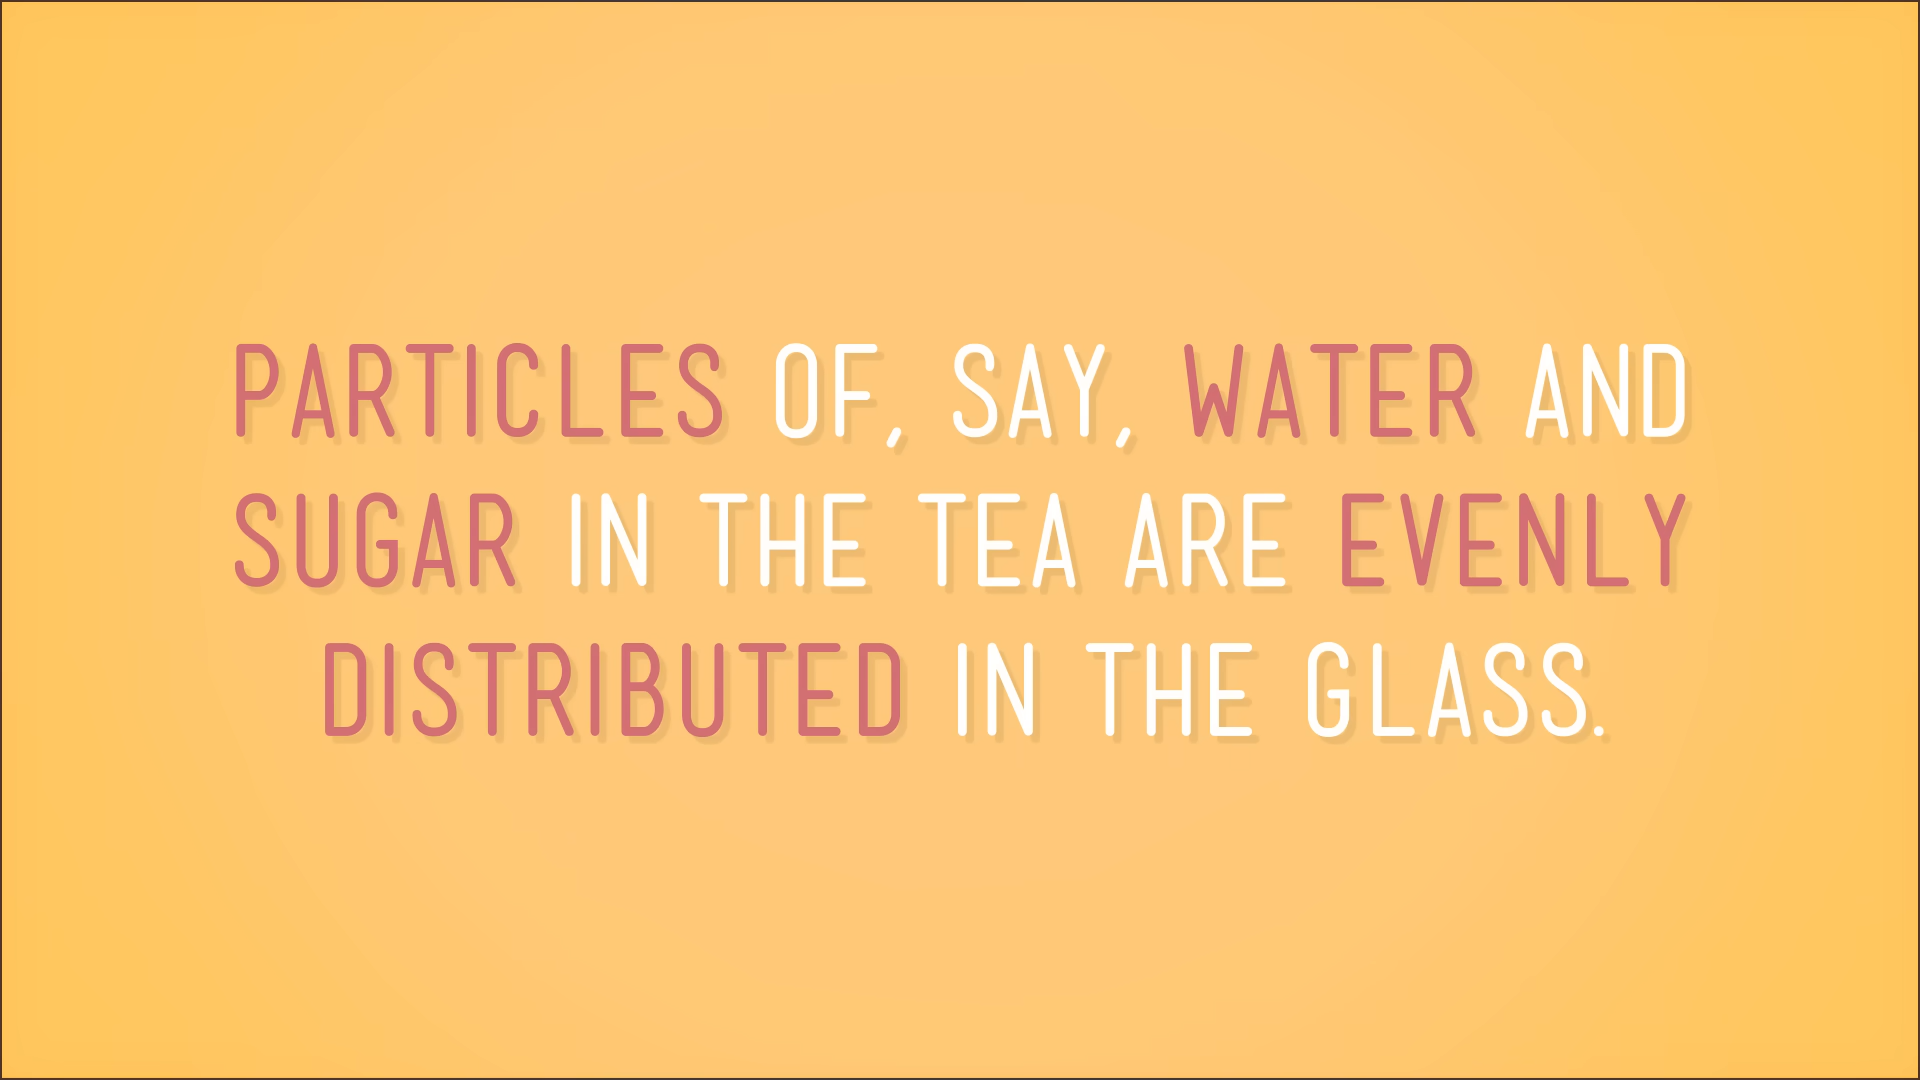 PARTICLES OF, SAY, WATER AND
SUGAR IN THE TEA ARE EVENLY
DISTRIBUTED IN THE GLASS.